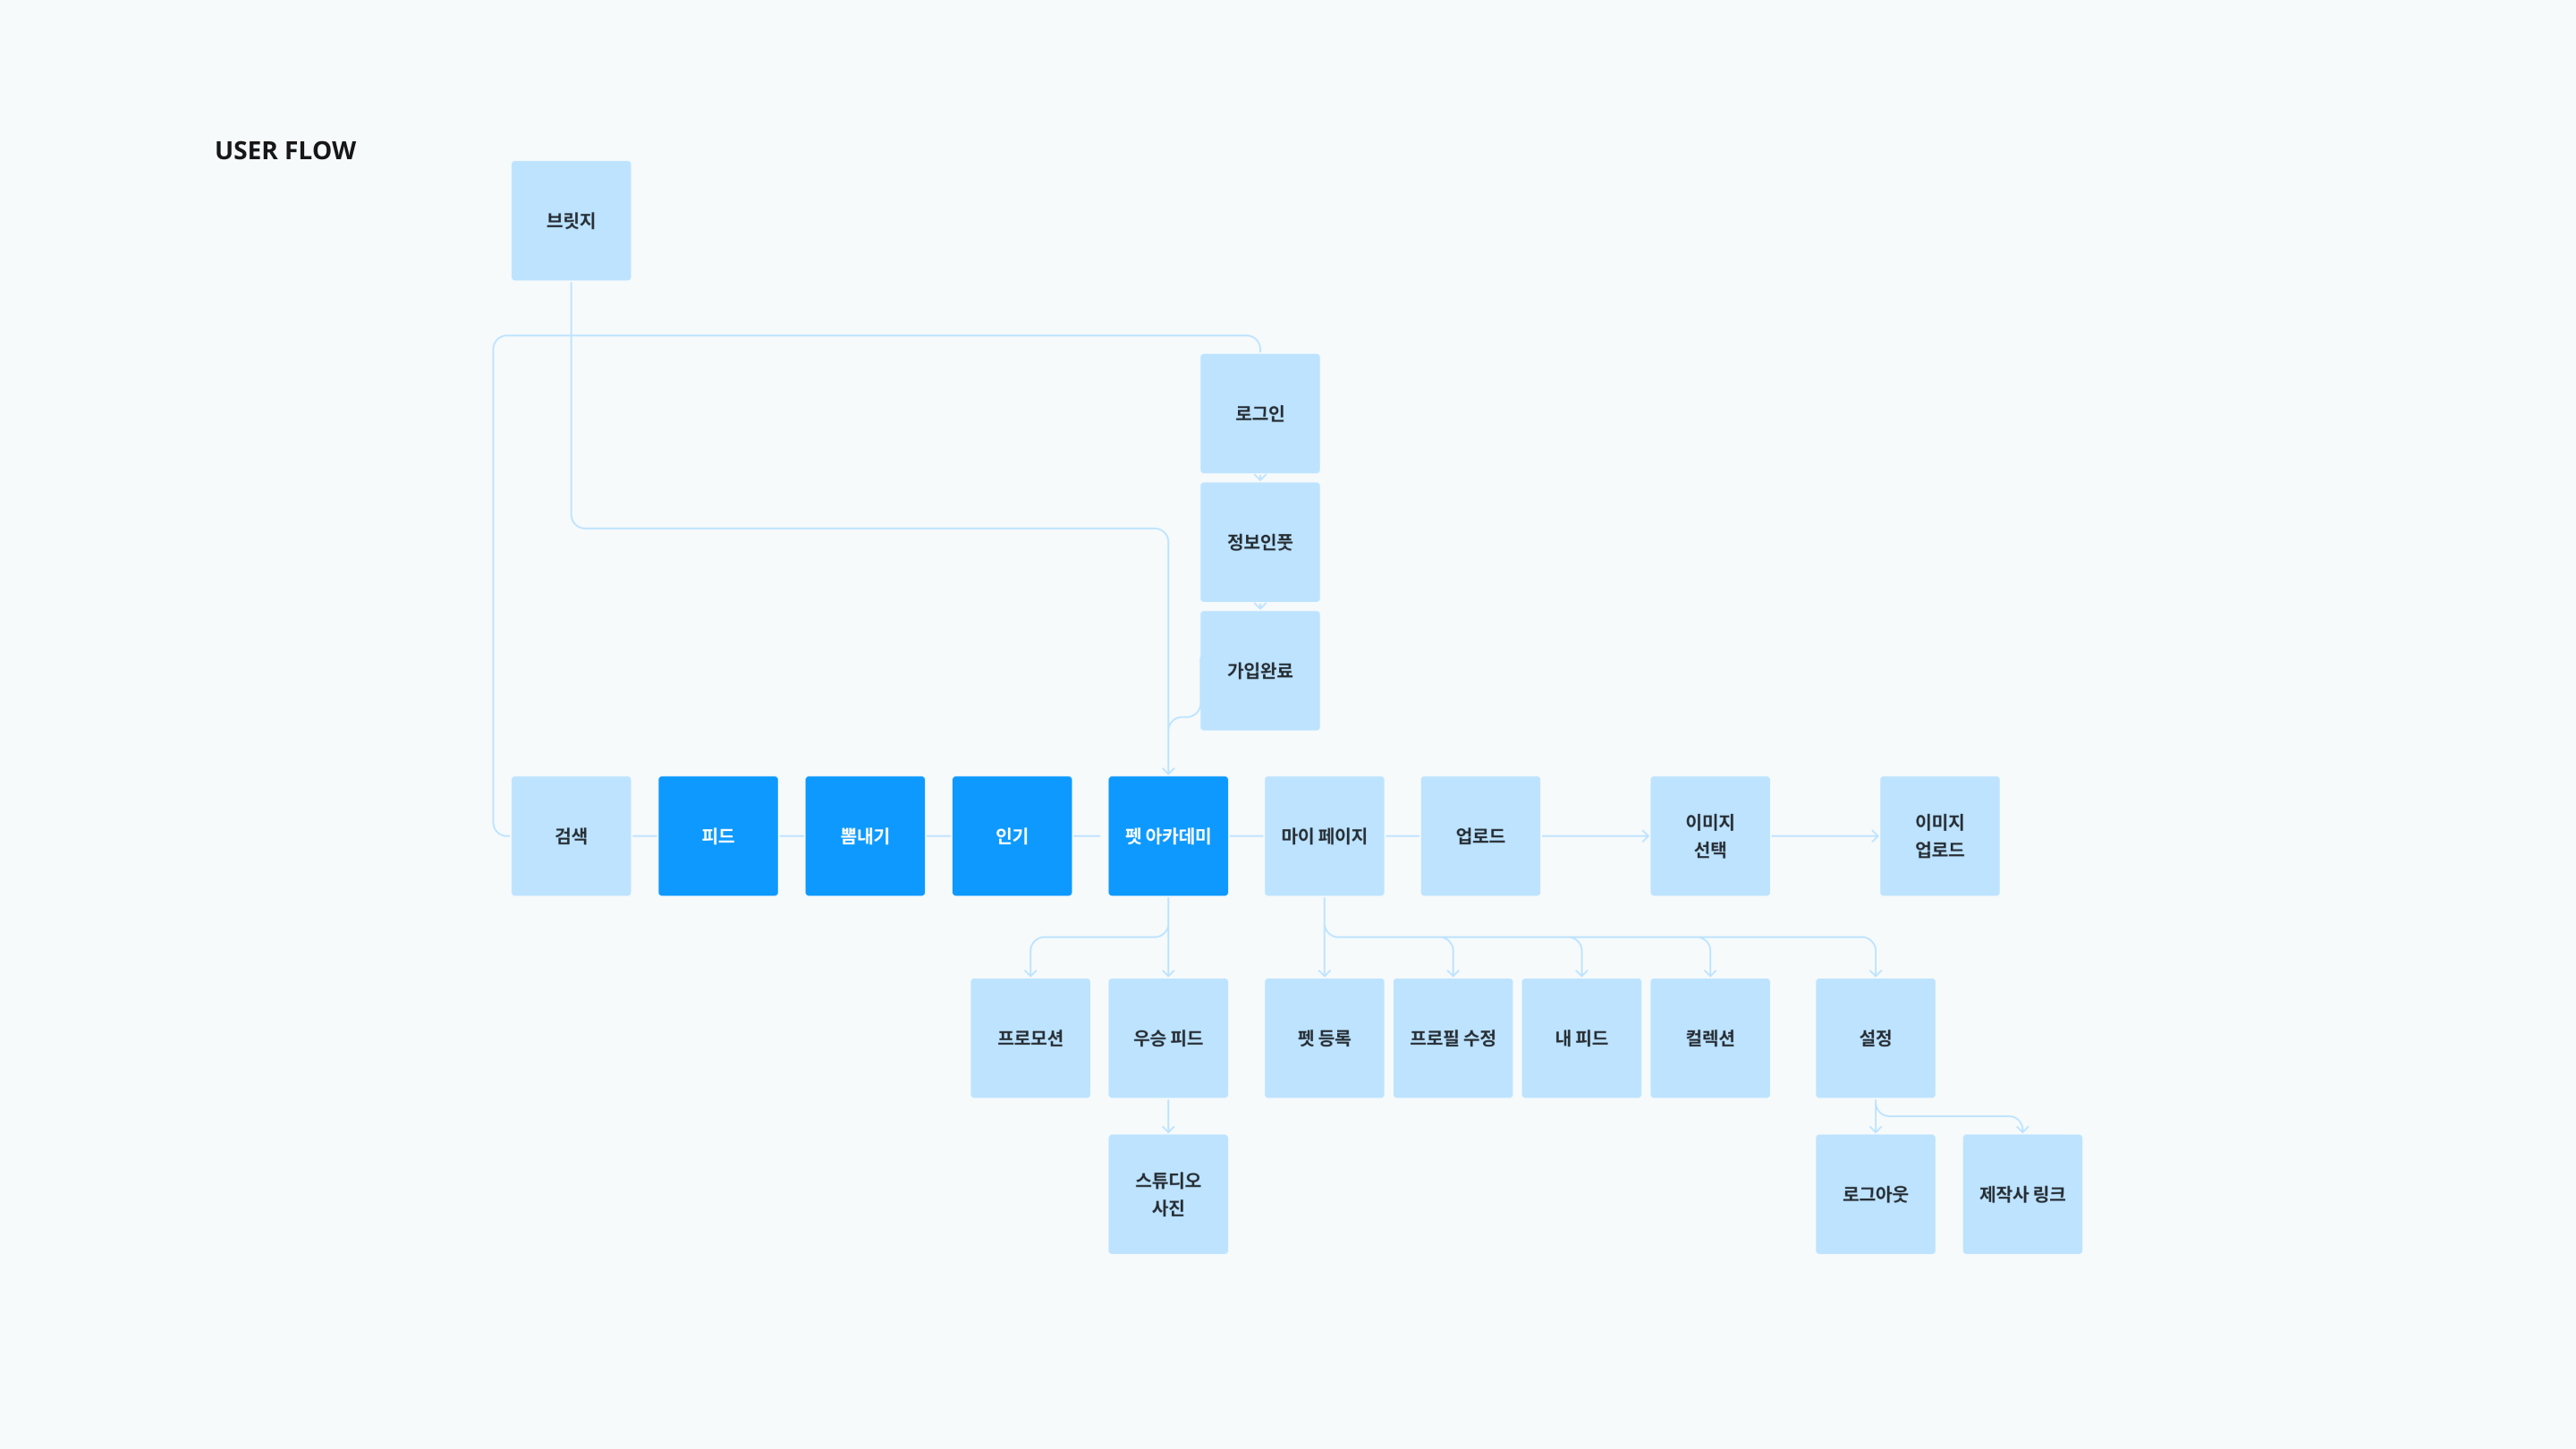 USER FLOW
브릿지
로그인
정보인풋
가입완료
검색
피드
뽐내기
인기
펫 아카데미
마이 페이지
업로드
이미지
선택
이미지
업로드
프로모션
우승 피드
펫 등록
프로필 수정
내 피드
컬렉션
설정
스튜디오
사진
로그아웃
제작사 링크